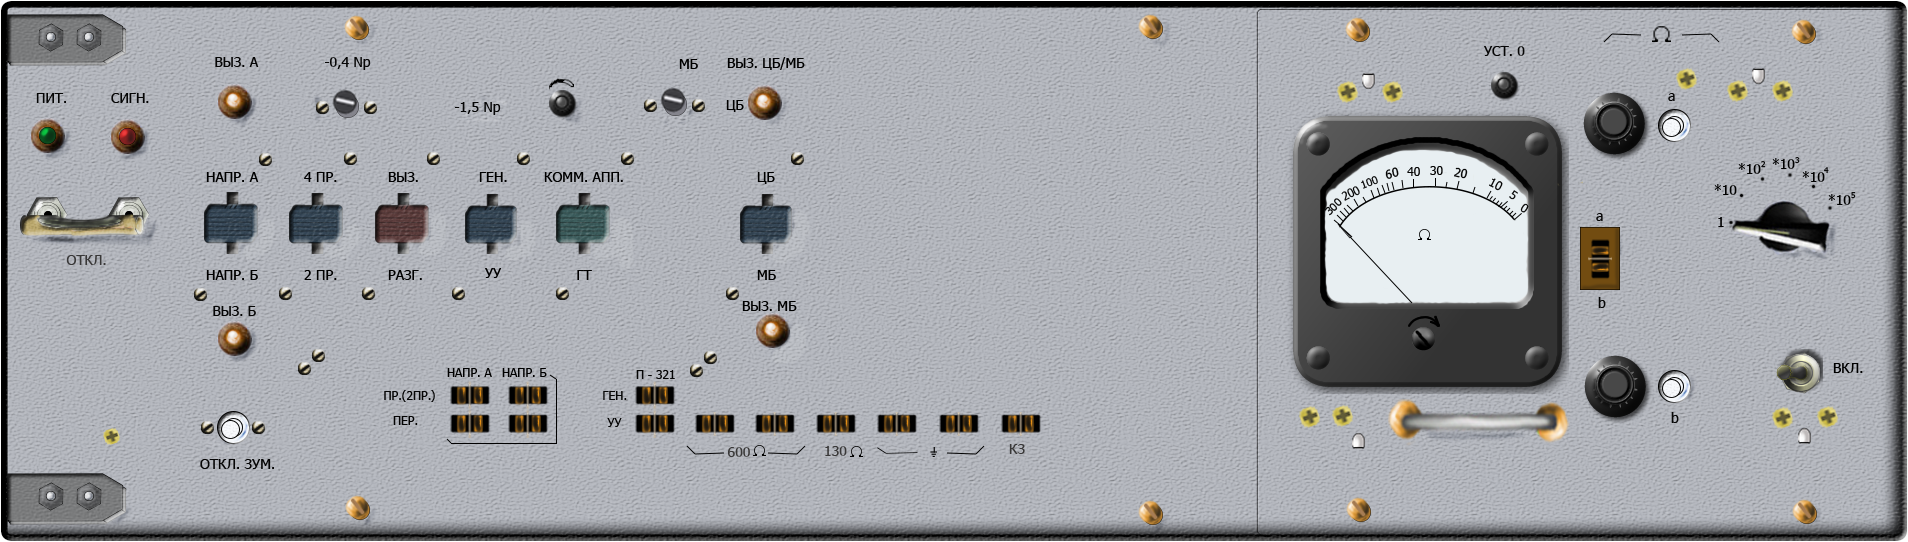 ПИТ.
СИГН.
ОТКЛ.
ВЫЗ. А
-0,4 Nр
-1,5 Nр
МБ
ВЫЗ. ЦБ/МБ
ЦБ
НАПР. А
4 ПР.
ВЫЗ.
ГЕН.
КОММ. АПП.
ЦБ
НАПР. Б
2 ПР.
РАЗГ.
УУ
ГТ
МБ
ВЫЗ. Б
ВЫЗ. МБ
ОТКЛ. ЗУМ.
НАПР. А
НАПР. Б
ПР.(2ПР.)
ПЕР.
П - 321
ГЕН.
УУ
600 Ω
130 Ω
КЗ
УСТ. 0
Ω
300 200 100 60 40 30 20 10 5 0
Ω
a
a
b
b
1
*10
*10²
*10³
*10⁴
*10⁵
ВКЛ.